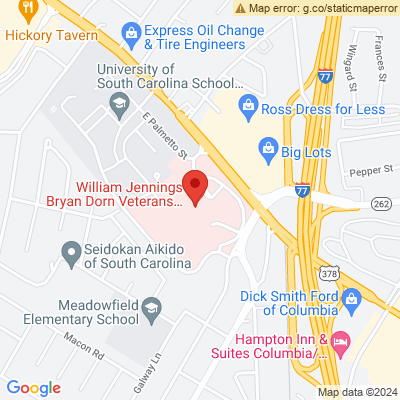 Map error: g.co/staticmaperror
Hickory Tavern
Express Oil Change
& Tire Engineers
Frances St
Wingard St
77
University of
South Carolina School...
Ross Dress for Less
E Palmetto St
Big Lots
Pepper St
William Jennings
Bryan Dorn Veterans...
77
262
Seidokan Aikido
of South Carolina
378
Dick Smith Ford
of Columbia
Meadowfield
Elementary School
Macon Rd
Hampton Inn &
Suites Columbia/...
Galway Ln
Google
Map data ©2024